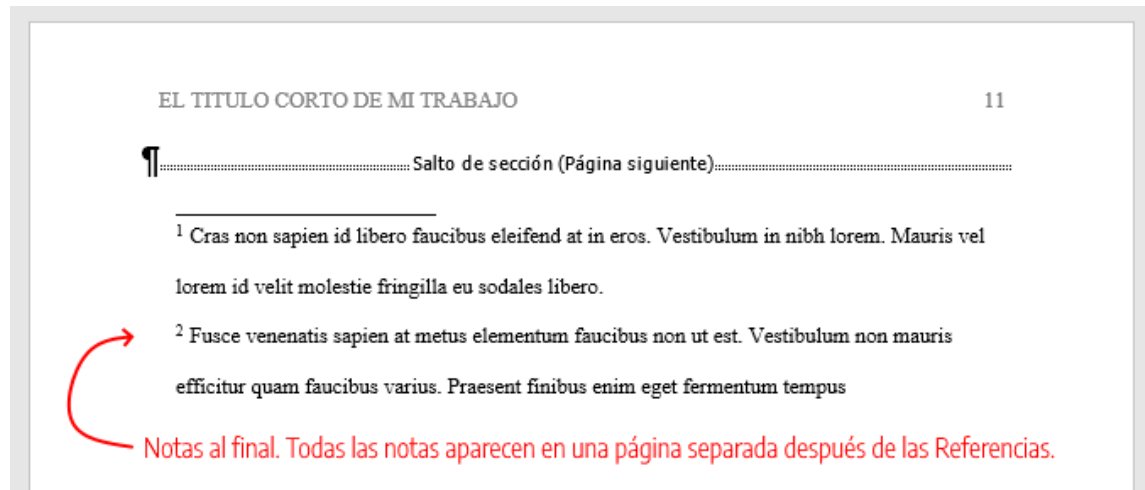 EL TITULO CORTO DE MI TRABAJO 11
¶ Salto de sección (Página siguiente)
1 Cras non sapien id libero faucibus eleifend at in eros. Vestibulum in nibh lorem. Mauris vel
lorem id velit molestie fringilla eu sodales libero.
2 Fusce venenatis sapien at metus elementum faucibus non ut est. Vestibulum non mauris
efficitur quam faucibus varius. Praesent finibus enim eget fermentum tempus
Notas al final. Todas las notas aparecen en una página separada después de las Referencias.